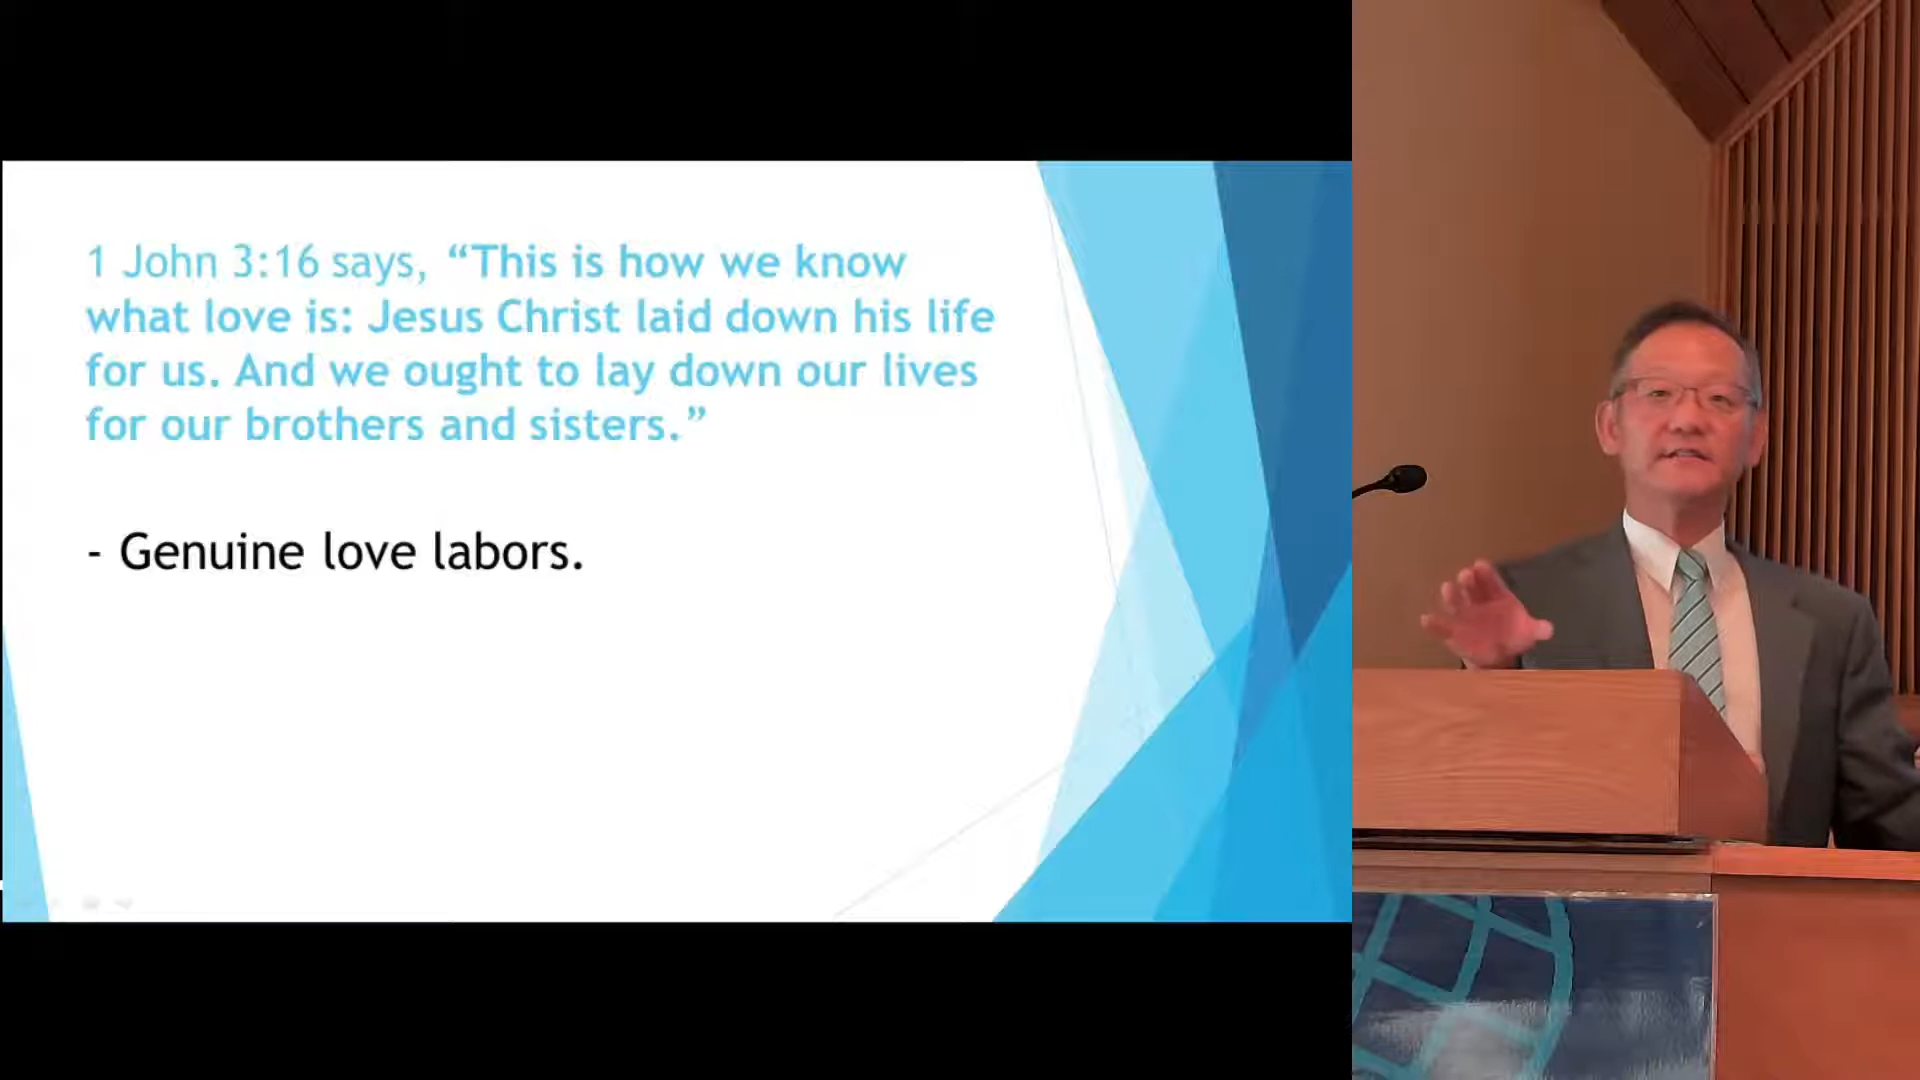 1 John 3:16 says, “This is how we know
what love is: Jesus Christ laid down his life
for us. And we ought to lay down our lives
for our brothers and sisters.”
- Genuine love labors.